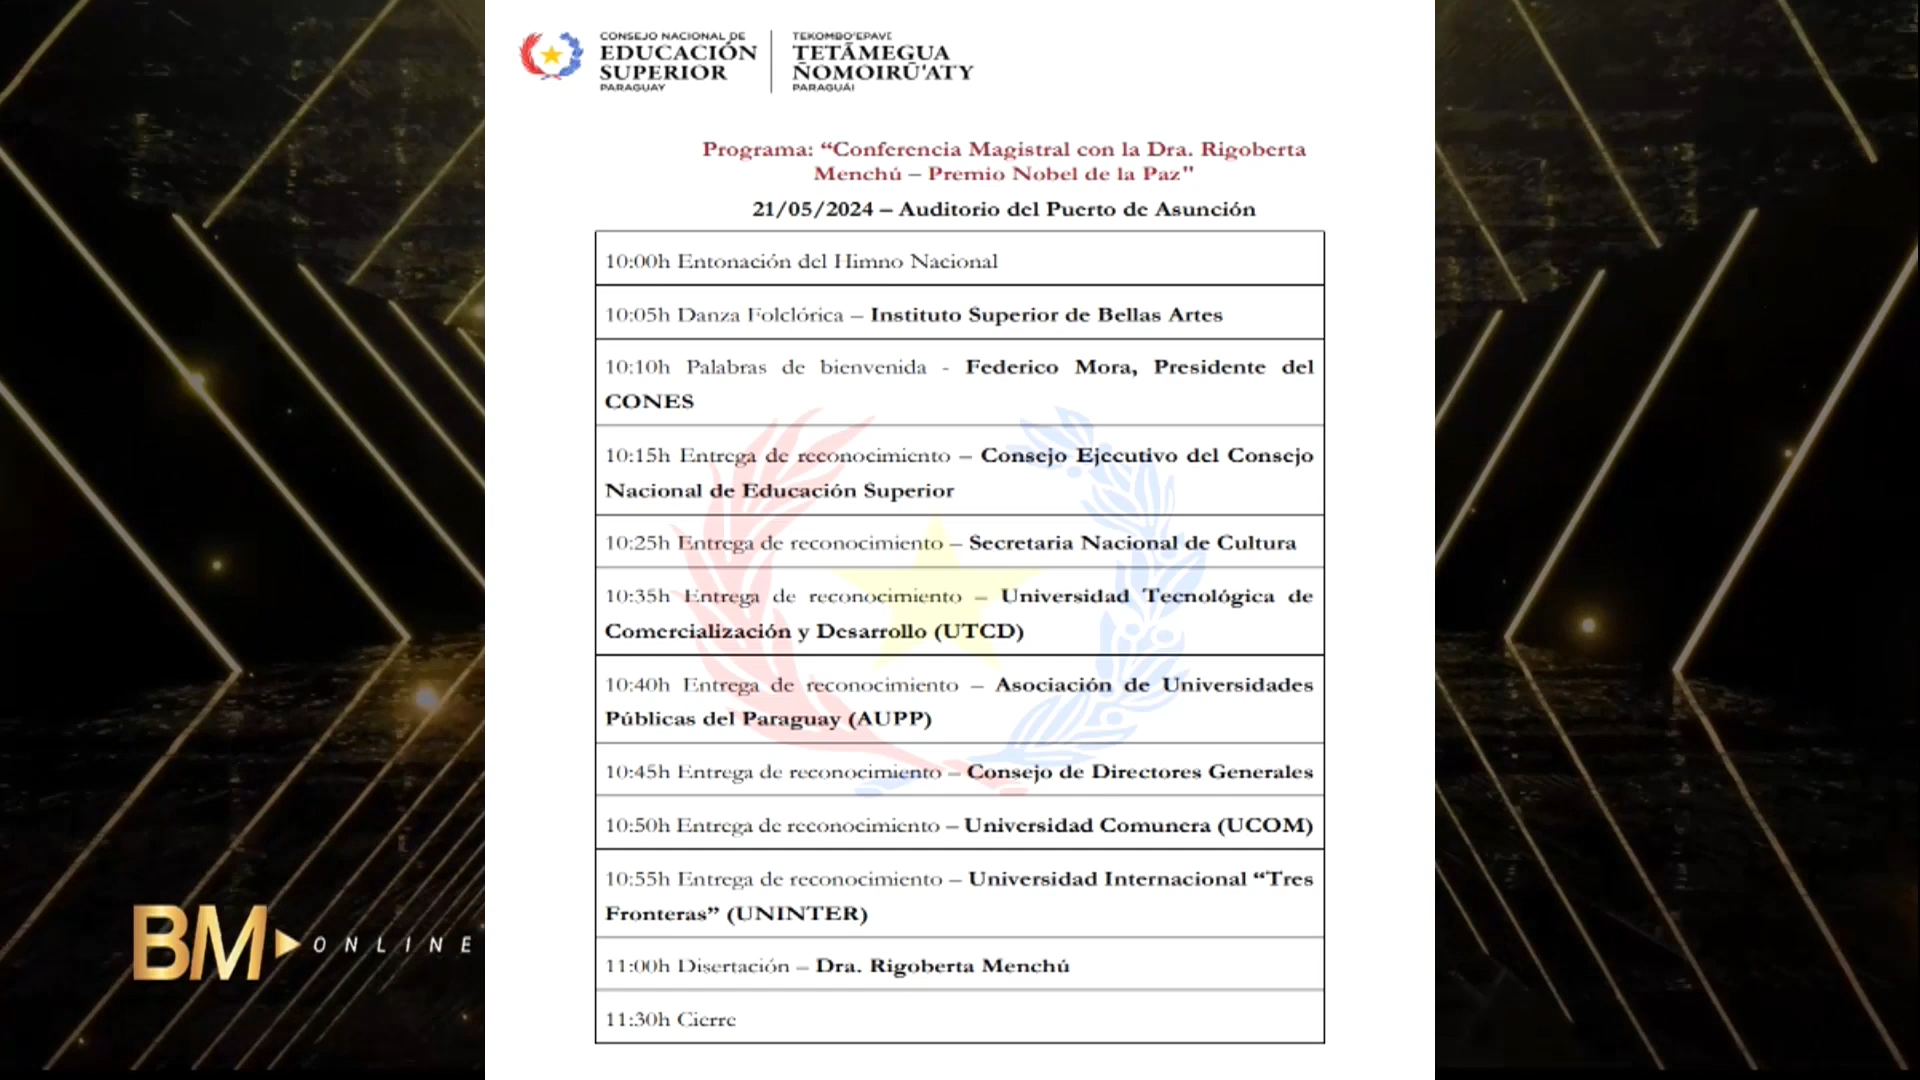 CONSEJO NACIONAL DE
EDUCACIÓN
SUPERIOR
PARAGUAY
TEKOMBO'EPAVẼ
TETÃMEGUA
ÑOMOIRŨ'ATY
PARAGUÁI
Programa: “Conferencia Magistral con la Dra. Rigoberta
Menchú – Premio Nobel de la Paz"
21/05/2024 – Auditorio del Puerto de Asunción
10:00h Entonación del Himno Nacional
10:05h Danza Folclórica – Instituto Superior de Bellas Artes
10:10h Palabras de bienvenida - Federico Mora, Presidente del
CONES
10:15h Entrega de reconocimiento – Consejo Ejecutivo del Consejo
Nacional de Educación Superior
10:25h Entrega de reconocimiento – Secretaria Nacional de Cultura
10:35h Entrega de reconocimiento – Universidad Tecnológica de
Comercialización y Desarrollo (UTCD)
10:40h Entrega de reconocimiento – Asociación de Universidades
Públicas del Paraguay (AUPP)
10:45h Entrega de reconocimiento – Consejo de Directores Generales
10:50h Entrega de reconocimiento – Universidad Comunera (UCOM)
10:55h Entrega de reconocimiento – Universidad Internacional “Tres
Fronteras” (UNINTER)
11:00h Disertación – Dra. Rigoberta Menchú
11:30h Cierre
BM ONLINE